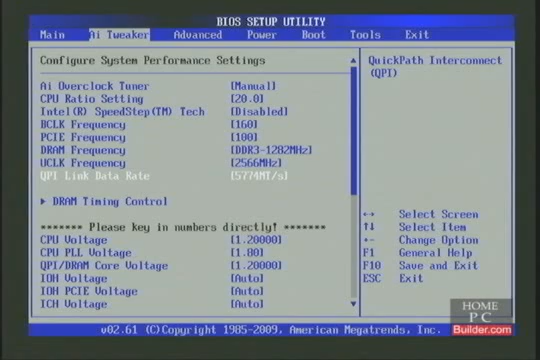 BIOS SETUP UTILITY
Main Ai Tweaker Advanced Power Boot Tools Exit
Configure System Performance Settings
Ai Overclock Tuner [Manual]
CPU Ratio Setting [20.0]
Intel(R) SpeedStep(TM) Tech [Disabled]
BCLK Frequency [160]
PCIE Frequency [100]
DRAM Frequency [DDR3-1282MHz]
UCLK Frequency [2566MHz]
QPI Link Data Rate [5774MT/s]
DRAM Timing Control
******* Please key in numbers directly! *******
CPU Voltage [1.20000]
CPU PLL Voltage [1.80]
QPI/DRAM Core Voltage [1.20000]
IOH Voltage [Auto]
IOH PCIE Voltage [Auto]
ICH Voltage [Auto]
QuickPath Interconnect
(QPI)
↔ Select Screen
↑↓ Select Item
+- Change Option
F1 General Help
F10 Save and Exit
ESC Exit
v02.61 (C)Copyright 1985-2009, American Megatrends, Inc.
HOME
PC
Builder.com